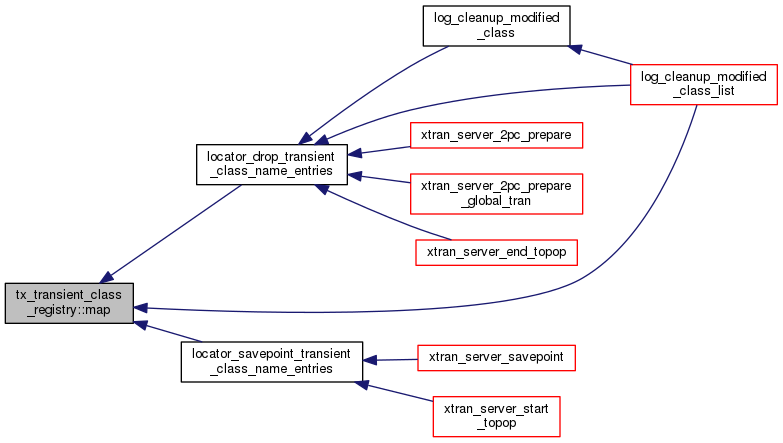 log_cleanup_modified
_class
log_cleanup_modified
_class_list
xtran_server_2pc_prepare
locator_drop_transient
_class_name_entries
xtran_server_2pc_prepare
_global_tran
xtran_server_end_topop
tx_transient_class
_registry::map
locator_savepoint_transient
_class_name_entries
xtran_server_savepoint
xtran_server_start
_topop